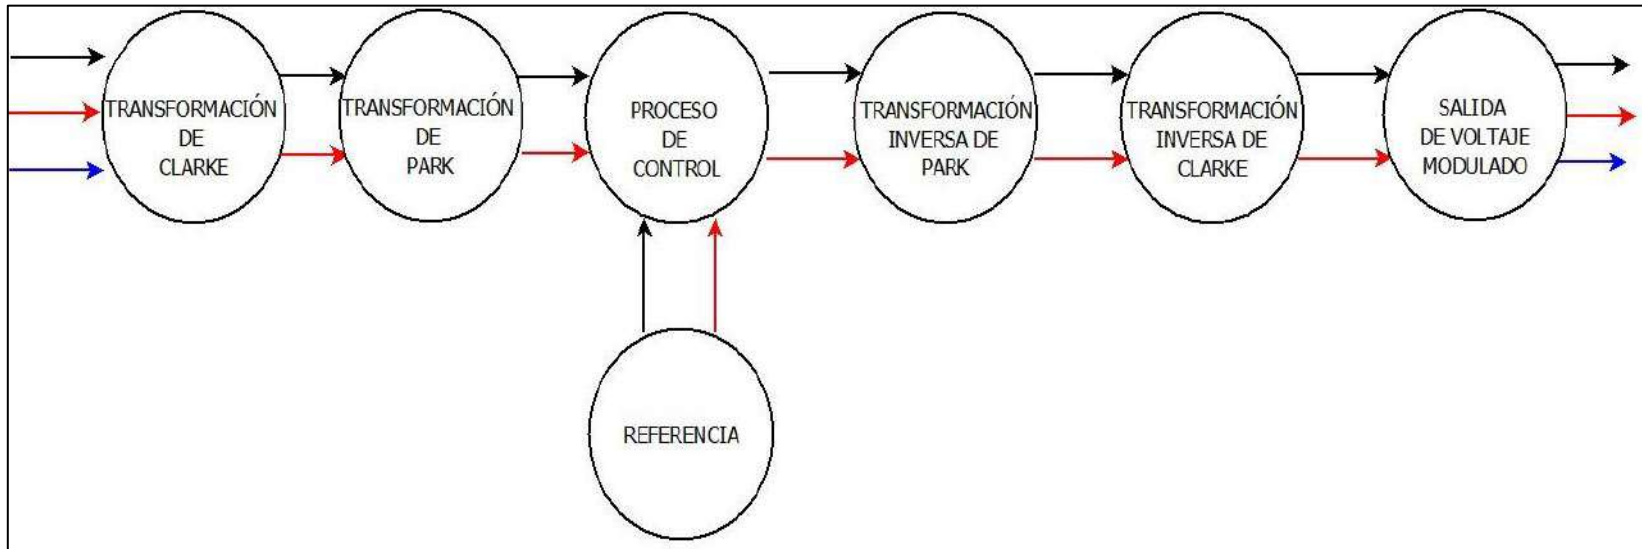 TRANSFORMACIÓN
DE
CLARKE
TRANSFORMACIÓN
DE
PARK
PROCESO
DE
CONTROL
TRANSFORMACIÓN
INVERSA DE
PARK
TRANSFORMACIÓN
INVERSA DE
CLARKE
SALIDA
DE VOLTAJE
MODULADO
REFERENCIA